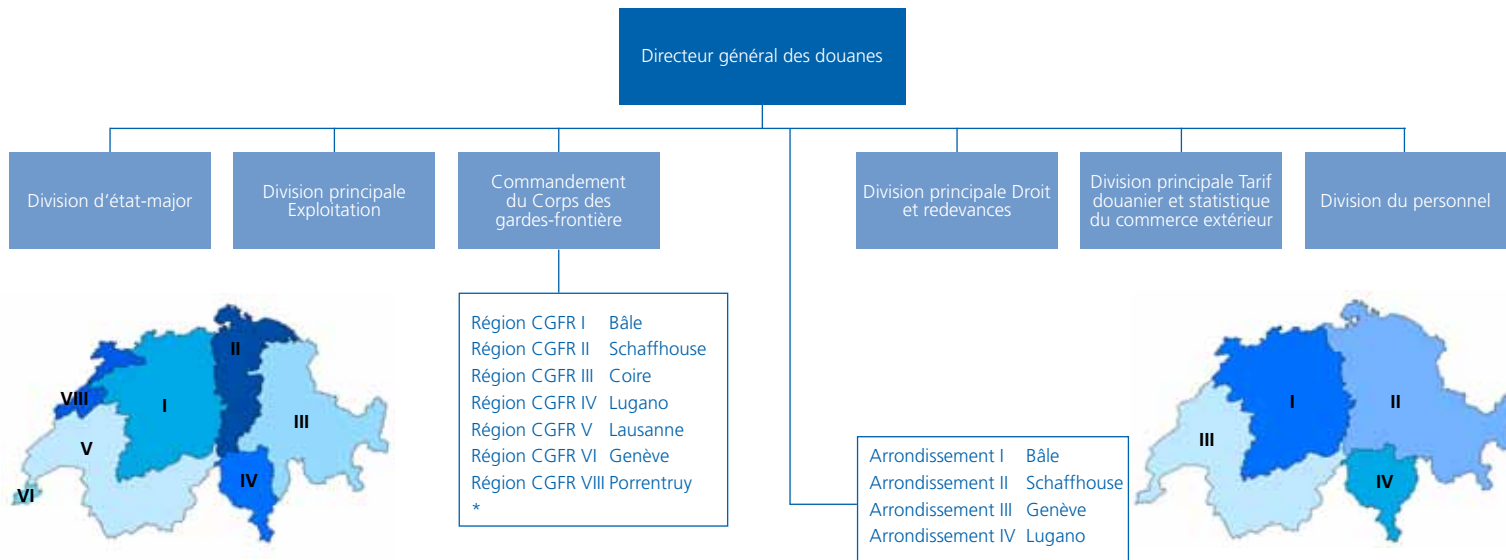 Directeur général des douanes
Division d'état-major
Division principale
Exploitation
Commandement
du Corps des
gardes-frontière
Division principale Droit
et redevances
Division principale Tarif
douanier et statistique
du commerce extérieur
Division du personnel
Région CGFR I Bâle
Région CGFR II Schaffhouse
Région CGFR III Coire
Région CGFR IV Lugano
Région CGFR V Lausanne
Région CGFR VI Genève
Région CGFR VIII Porrentruy
*
II
VIII
I
III
V
IV
VI
Arrondissement I Bâle
Arrondissement II Schaffhouse
Arrondissement III Genève
Arrondissement IV Lugano
I
II
III
IV